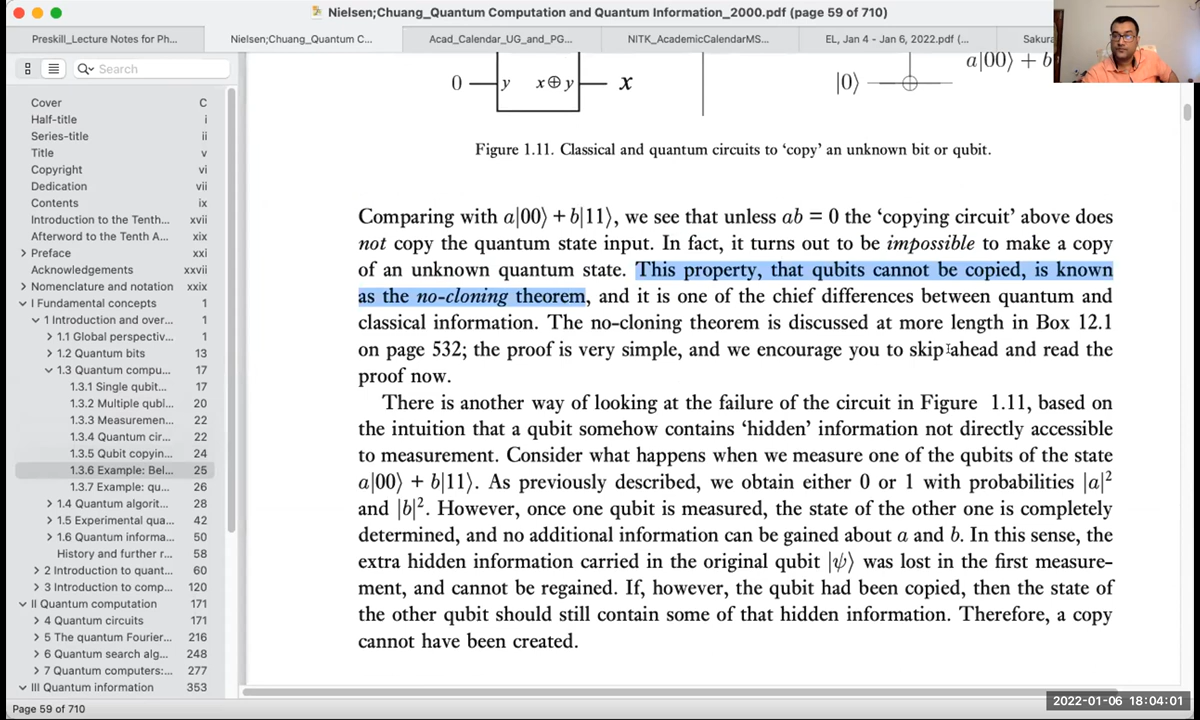 Nielsen;Chuang_Quantum Computation and Quantum Information_2000.pdf (page 59 of 710)
Preskill_Lecture Notes for Ph...
Nielsen;Chuang_Quantum C...
Acad_Calendar_UG_and_PG...
NITK_AcademicCalendarMS...
EL, Jan 4 - Jan 6, 2022.pdf (...
Sakura
Search
Cover C
Half-title i
Series-title ii
Title v
Copyright vi
Dedication vii
Contents ix
Introduction to the Tenth... xvii
Afterword to the Tenth A... xix
Preface xxi
Acknowledgements xxvii
Nomenclature and notation xxix
I Fundamental concepts 1
1 Introduction and over... 1
1.1 Global perspectiv... 1
1.2 Quantum bits 13
1.3 Quantum compu... 17
1.3.1 Single qubit... 17
1.3.2 Multiple qubi... 20
1.3.3 Measuremen... 22
1.3.4 Quantum cir... 22
1.3.5 Qubit copyin... 24
1.3.6 Example: Bel... 25
1.3.7 Example: qu... 26
1.4 Quantum algorit... 28
1.5 Experimental qua... 42
1.6 Quantum informa... 50
History and further r... 58
2 Introduction to quant... 60
3 Introduction to comp... 120
II Quantum computation 171
4 Quantum circuits 171
5 The quantum Fourier... 216
6 Quantum search alg... 248
7 Quantum computers:... 277
III Quantum information 353
Page 59 of 710
0 y x⊕y x
|0⟩
a|00⟩ + b
Figure 1.11. Classical and quantum circuits to ‘copy’ an unknown bit or qubit.
Comparing with a|00⟩ + b|11⟩, we see that unless ab = 0 the ‘copying circuit’ above does
not copy the quantum state input. In fact, it turns out to be impossible to make a copy
of an unknown quantum state. This property, that qubits cannot be copied, is known
as the no-cloning theorem, and it is one of the chief differences between quantum and
classical information. The no-cloning theorem is discussed at more length in Box 12.1
on page 532; the proof is very simple, and we encourage you to skip ahead and read the
proof now.
There is another way of looking at the failure of the circuit in Figure 1.11, based on
the intuition that a qubit somehow contains ‘hidden’ information not directly accessible
to measurement. Consider what happens when we measure one of the qubits of the state
a|00⟩ + b|11⟩. As previously described, we obtain either 0 or 1 with probabilities |a|²
and |b|². However, once one qubit is measured, the state of the other one is completely
determined, and no additional information can be gained about a and b. In this sense, the
extra hidden information carried in the original qubit |ψ⟩ was lost in the first measure-
ment, and cannot be regained. If, however, the qubit had been copied, then the state of
the other qubit should still contain some of that hidden information. Therefore, a copy
cannot have been created.
2022-01-06 18:04:01